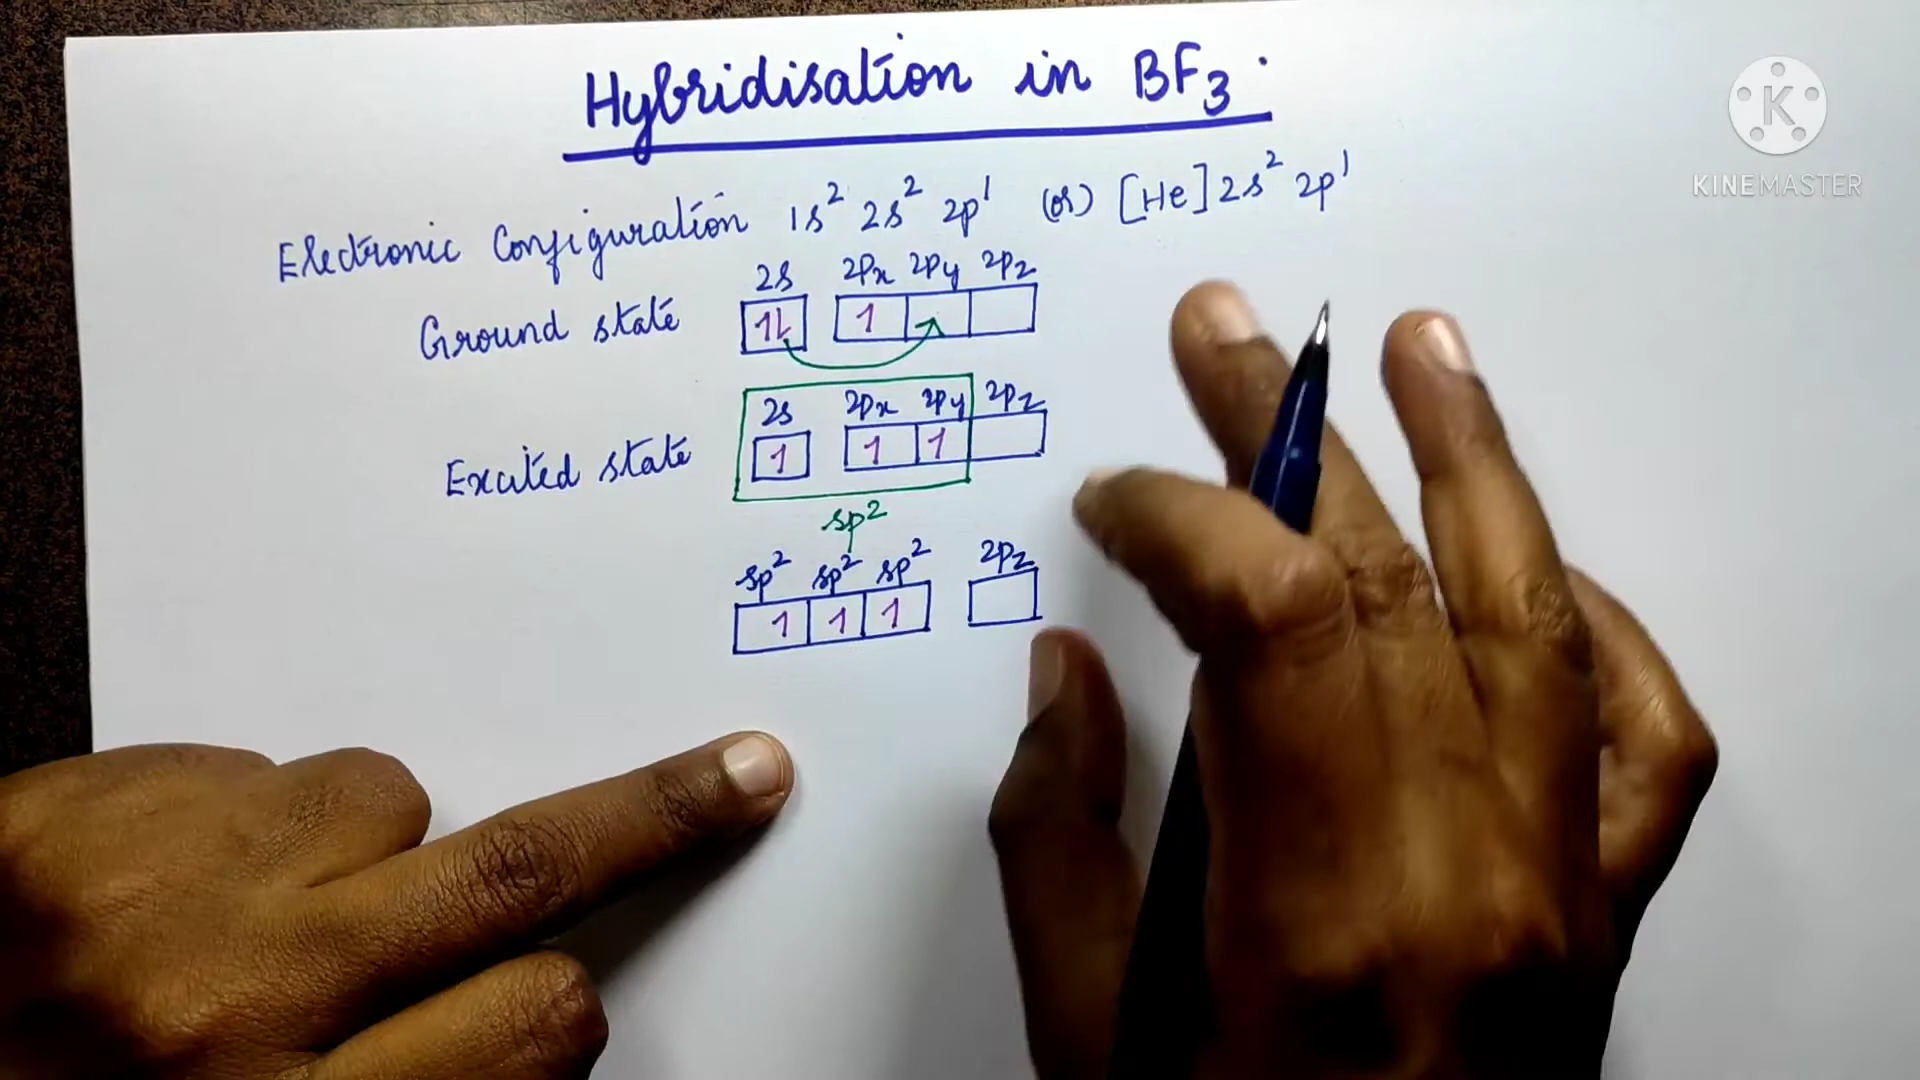 Hybridisation in BF₃.
Electronic Configuration 1s² 2s² 2p¹ (or) [He] 2s² 2p¹
2s 2Px 2Py 2Pz
Ground state 1⇂ 1
2s 2Px 2Py 2Pz
Excited state 1 1 1
sp²
sp² sp² sp² 2Pz
1 1 1
K
KINEMASTER